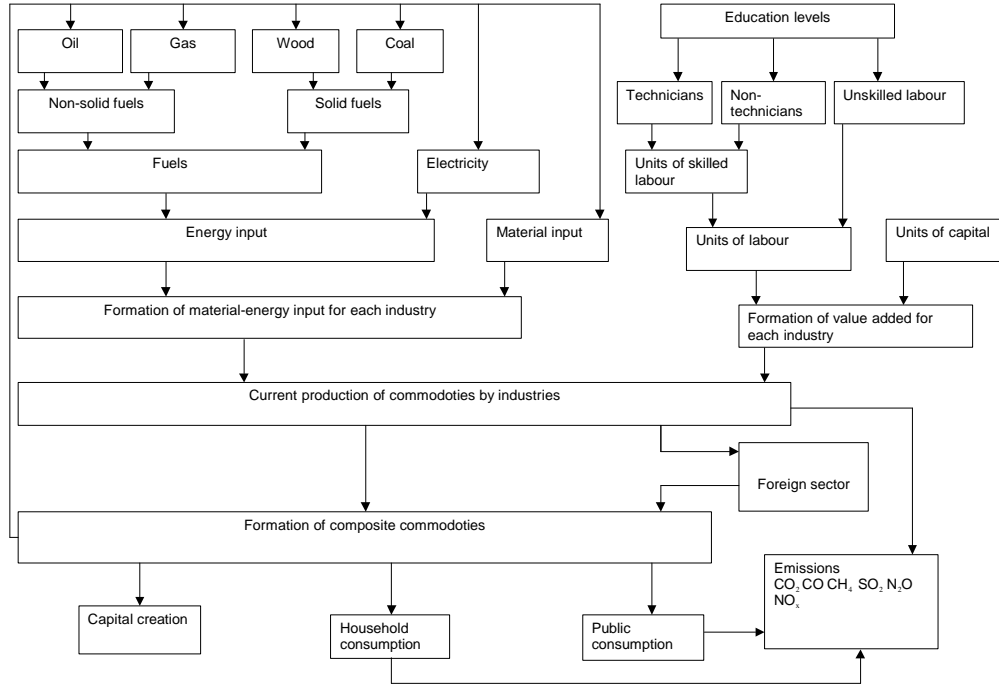 Education levels
Oil
Gas
Wood
Coal
Technicians
Non-
technicians
Unskilled labour
Non-solid fuels
Solid fuels
Fuels
Electricity
Units of skilled
labour
Energy input
Material input
Units of labour
Units of capital
Formation of material-energy input for each industry
Formation of value added for
each industry
Current production of commodoties by industries
Foreign sector
Formation of composite commodoties
Emissions
CO₂ CO CH₄ SO₂ N₂O
NOₓ
Capital creation
Household
consumption
Public
consumption